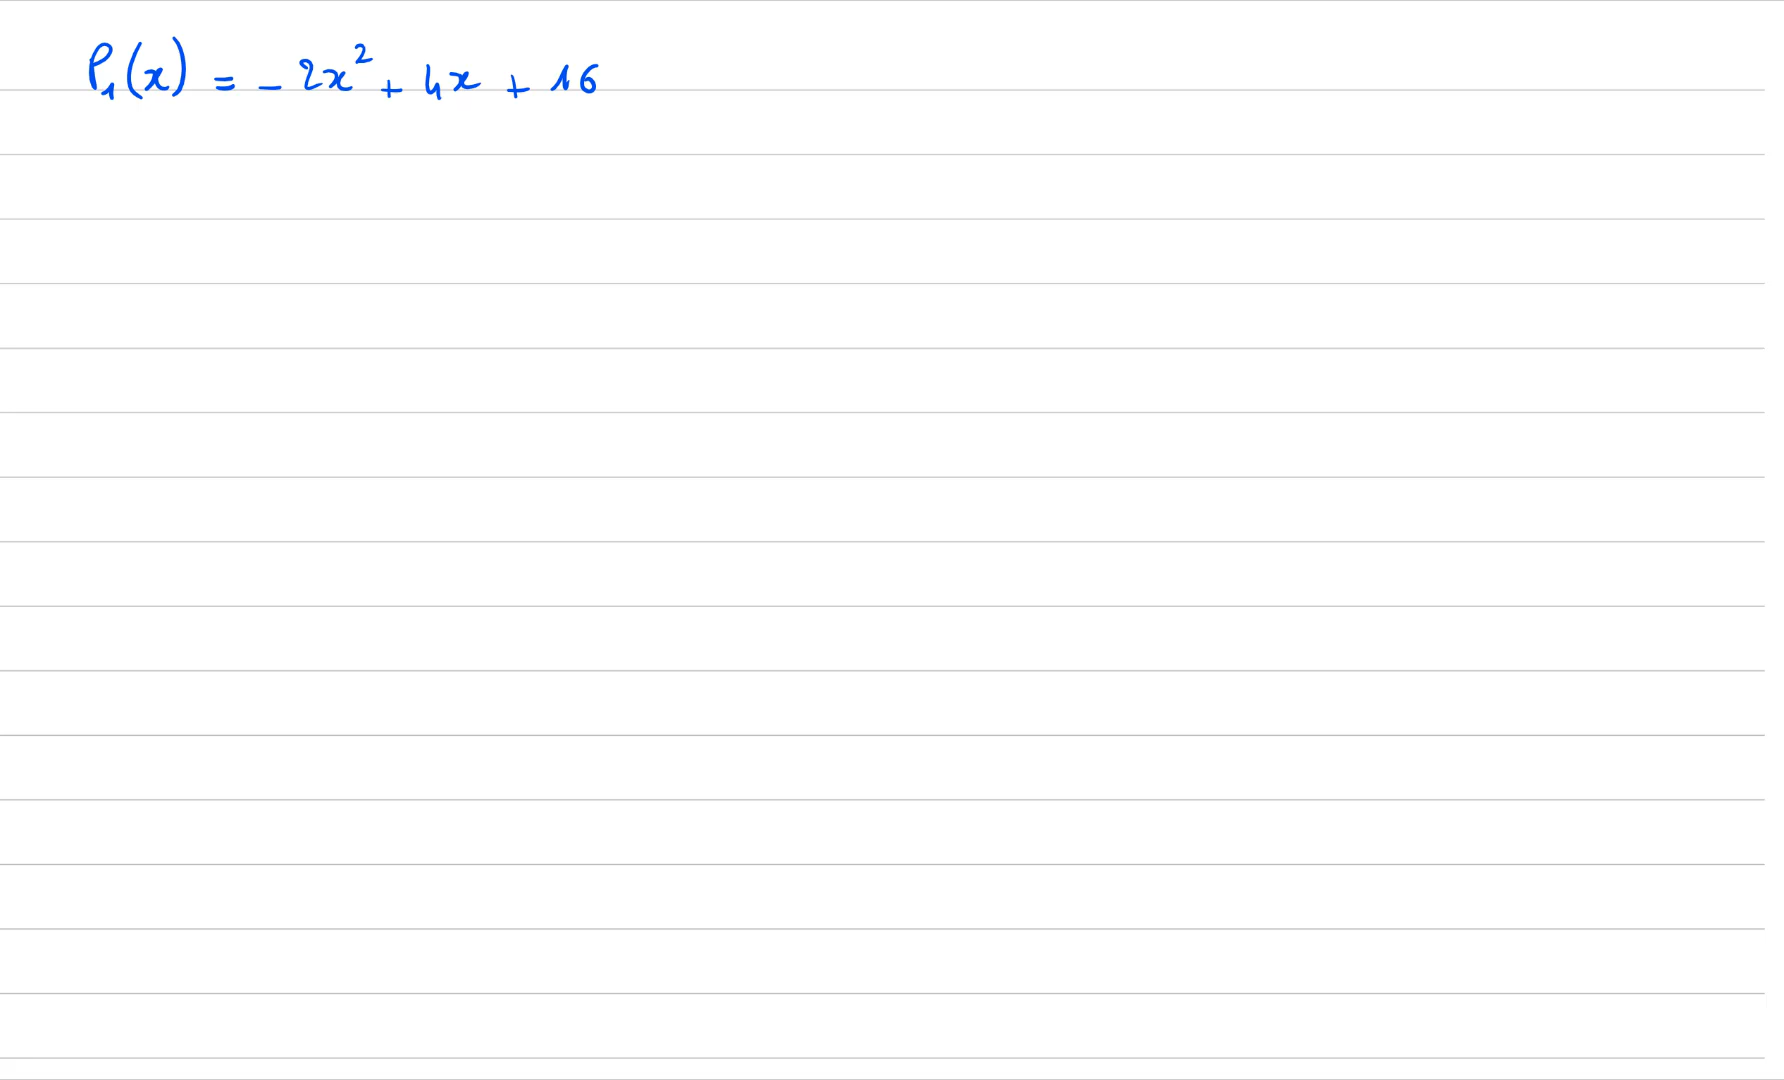 P₁(x) = - 2x² + 4x + 16